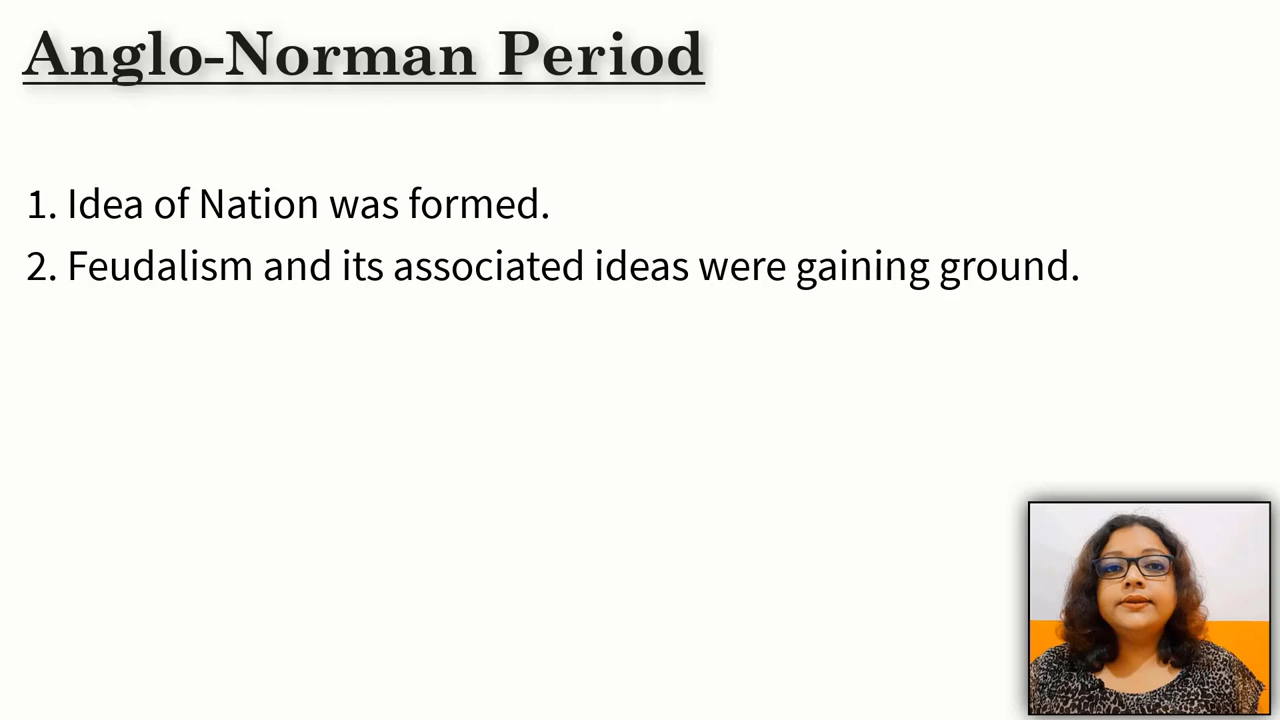 Anglo-Norman Period
1. Idea of Nation was formed.
2. Feudalism and its associated ideas were gaining ground.